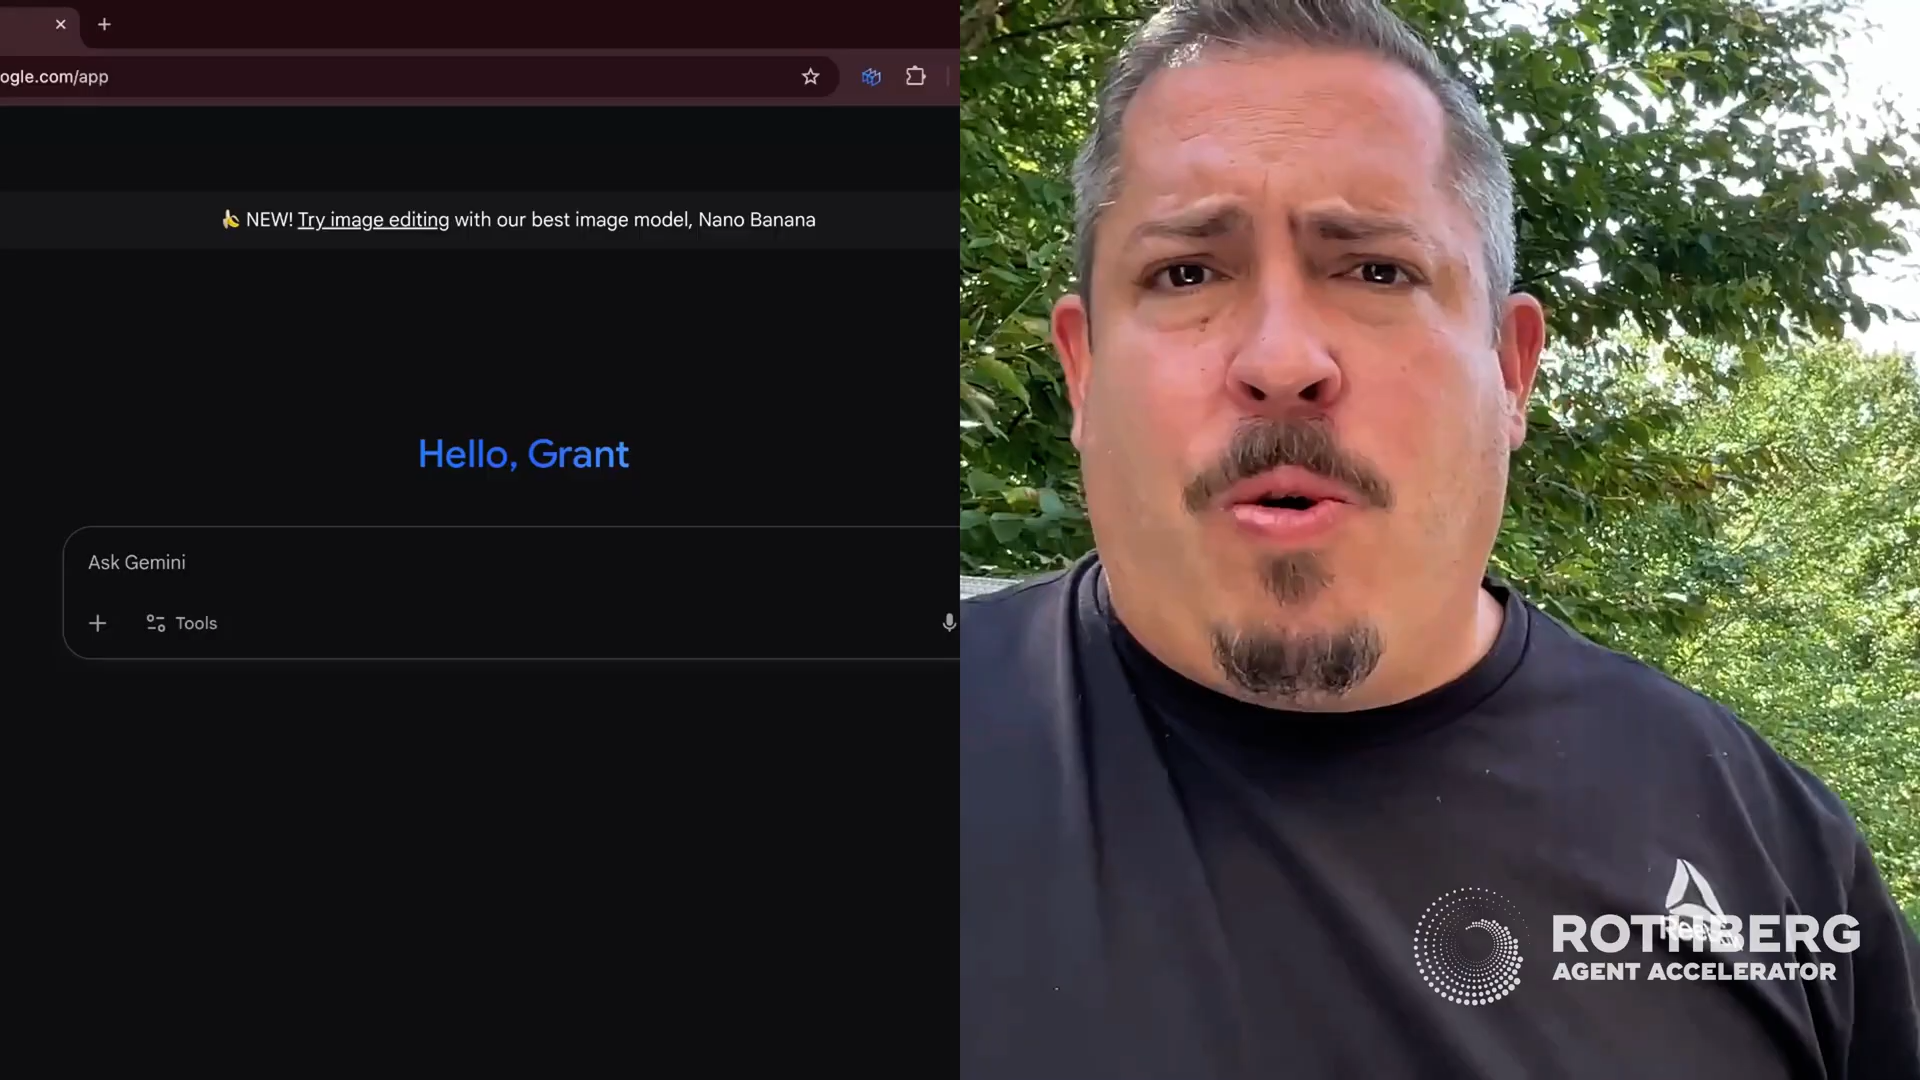 ogle.com/app
NEW! Try image editing with our best image model, Nano Banana
Hello, Grant
Ask Gemini
Tools
ROTHBERG
AGENT ACCELERATOR